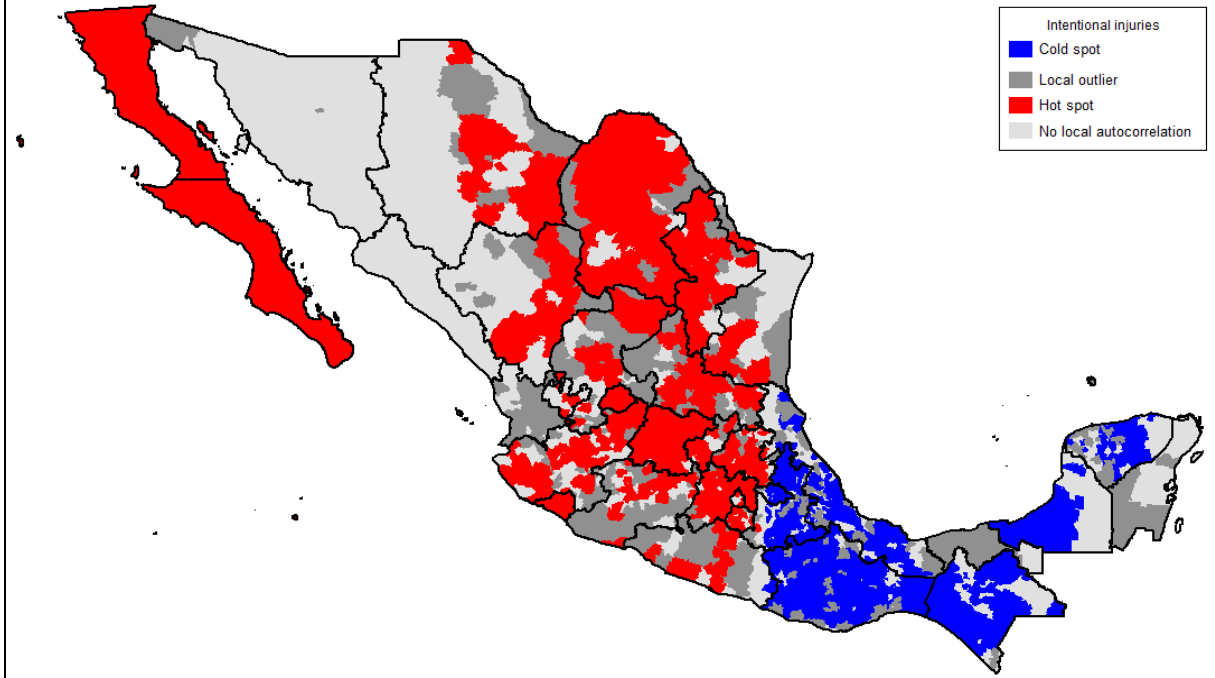 Intentional injuries
Cold spot
Local outlier
Hot spot
No local autocorrelation